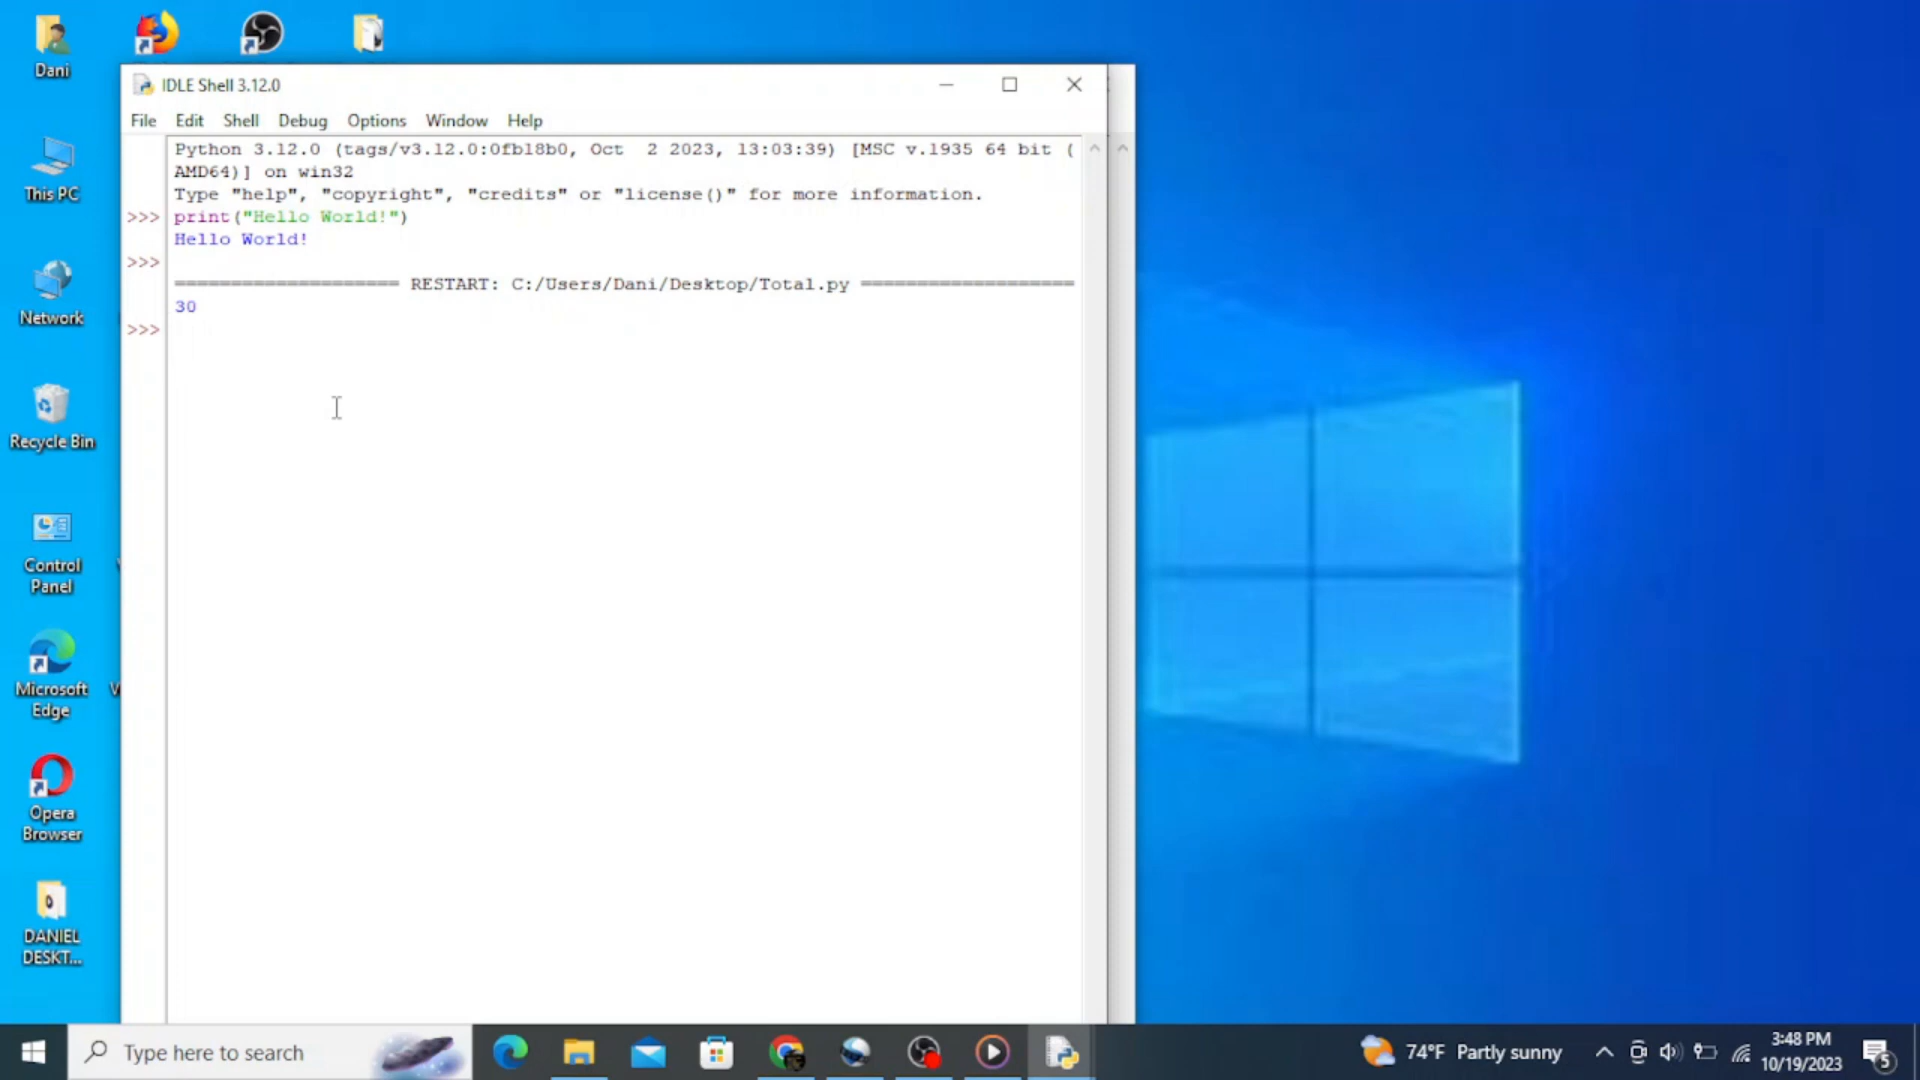 Dani
IDLE Shell 3.12.0
File Edit Shell Debug Options Window Help
Python 3.12.0 (tags/v3.12.0:0fb18b0, Oct  2 2023, 13:03:39) [MSC v.1935 64 bit (
AMD64)] on win32
Type "help", "copyright", "credits" or "license()" for more information.
>>> print("Hello World!")
Hello World!
>>>
=================== RESTART: C:/Users/Dani/Desktop/Total.py ===================
30
>>>
This PC
Network
Recycle Bin
Control
Panel
Microsoft
Edge
Opera
Browser
DANIEL
DESKT...
Type here to search
74°F Partly sunny
3:48 PM
10/19/2023
5